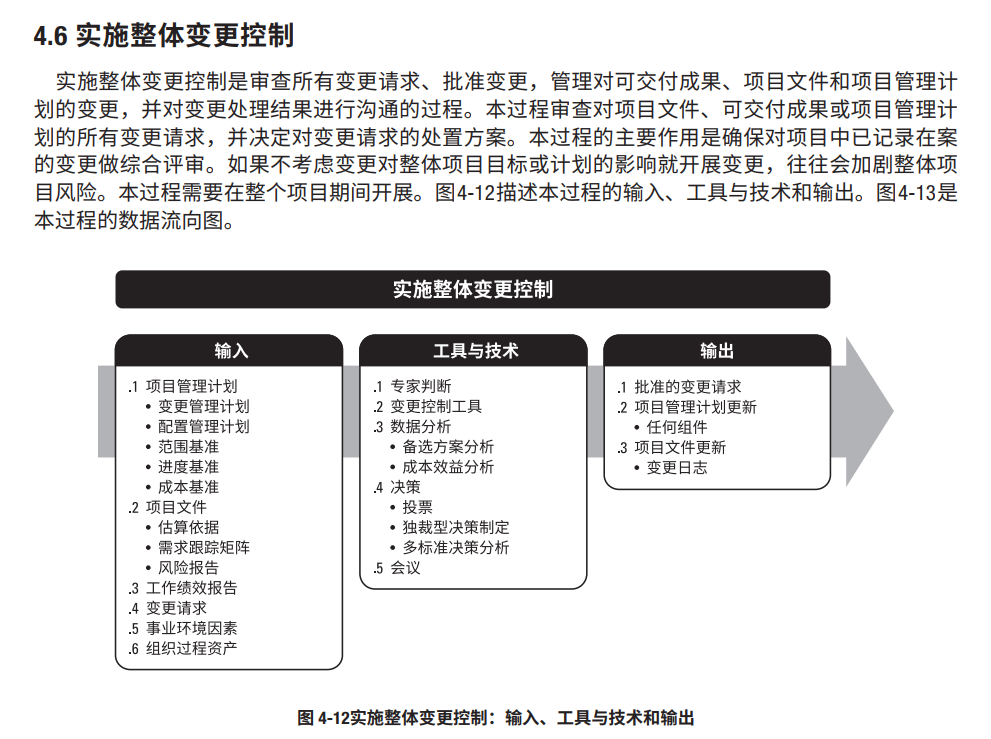 4.6 实施整体变更控制
实施整体变更控制是审查所有变更请求、批准变更，管理对可交付成果、项目文件和项目管理计
划的变更，并对变更处理结果进行沟通的过程。本过程审查对项目文件、可交付成果或项目管理计
划的所有变更请求，并决定对变更请求的处置方案。本过程的主要作用是确保对项目中已记录在案
的变更做综合评审。如果不考虑变更对整体项目目标或计划的影响就开展变更，往往会加剧整体项
目风险。本过程需要在整个项目期间开展。图4-12描述本过程的输入、工具与技术和输出。图4-13是
本过程的数据流向图。
实施整体变更控制
输入
.1 项目管理计划
• 变更管理计划
• 配置管理计划
• 范围基准
• 进度基准
• 成本基准
.2 项目文件
• 估算依据
• 需求跟踪矩阵
• 风险报告
.3 工作绩效报告
.4 变更请求
.5 事业环境因素
.6 组织过程资产
工具与技术
.1 专家判断
.2 变更控制工具
.3 数据分析
• 备选方案分析
• 成本效益分析
.4 决策
• 投票
• 独裁型决策制定
• 多标准决策分析
.5 会议
输出
.1 批准的变更请求
.2 项目管理计划更新
• 任何组件
.3 项目文件更新
• 变更日志
图 4-12实施整体变更控制：输入、工具与技术和输出